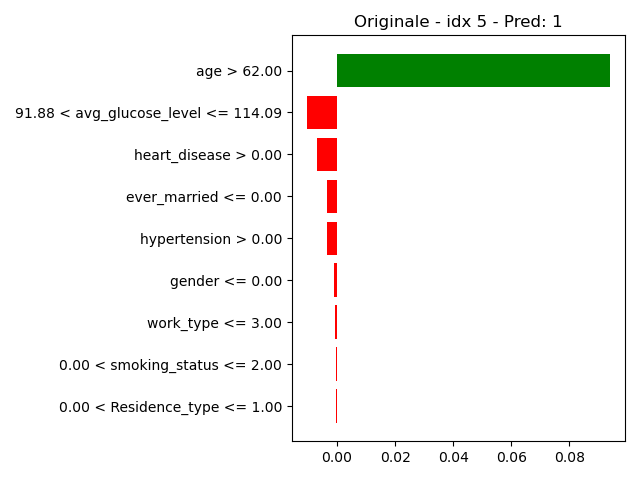 Originale - idx 5 - Pred: 1
age > 62.00
91.88 < avg_glucose_level <= 114.09
heart_disease > 0.00
ever_married <= 0.00
hypertension > 0.00
gender <= 0.00
work_type <= 3.00
0.00 < smoking_status <= 2.00
0.00 < Residence_type <= 1.00
0.00 0.02 0.04 0.06 0.08